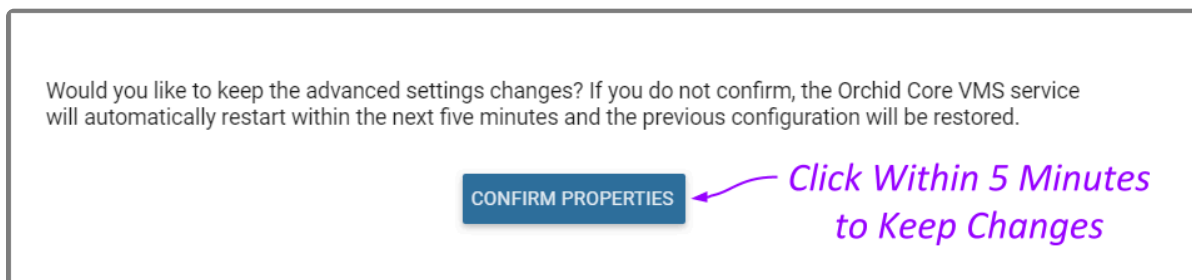 Would you like to keep the advanced settings changes? If you do not confirm, the Orchid Core VMS service
will automatically restart within the next five minutes and the previous configuration will be restored.
CONFIRM PROPERTIES
Click Within 5 Minutes
to Keep Changes